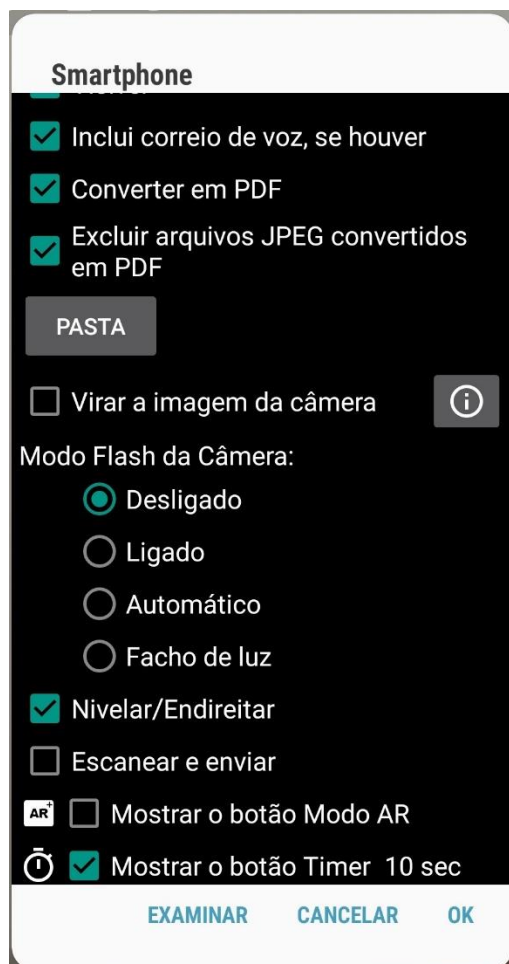 Smartphone
Inclui correio de voz, se houver
Converter em PDF
Excluir arquivos JPEG convertidos
em PDF
PASTA
Virar a imagem da câmera
Modo Flash da Câmera:
Desligado
Ligado
Automático
Facho de luz
Nivelar/Endireitar
Escanear e enviar
AR+ Mostrar o botão Modo AR
Mostrar o botão Timer 10 sec
EXAMINAR CANCELAR OK